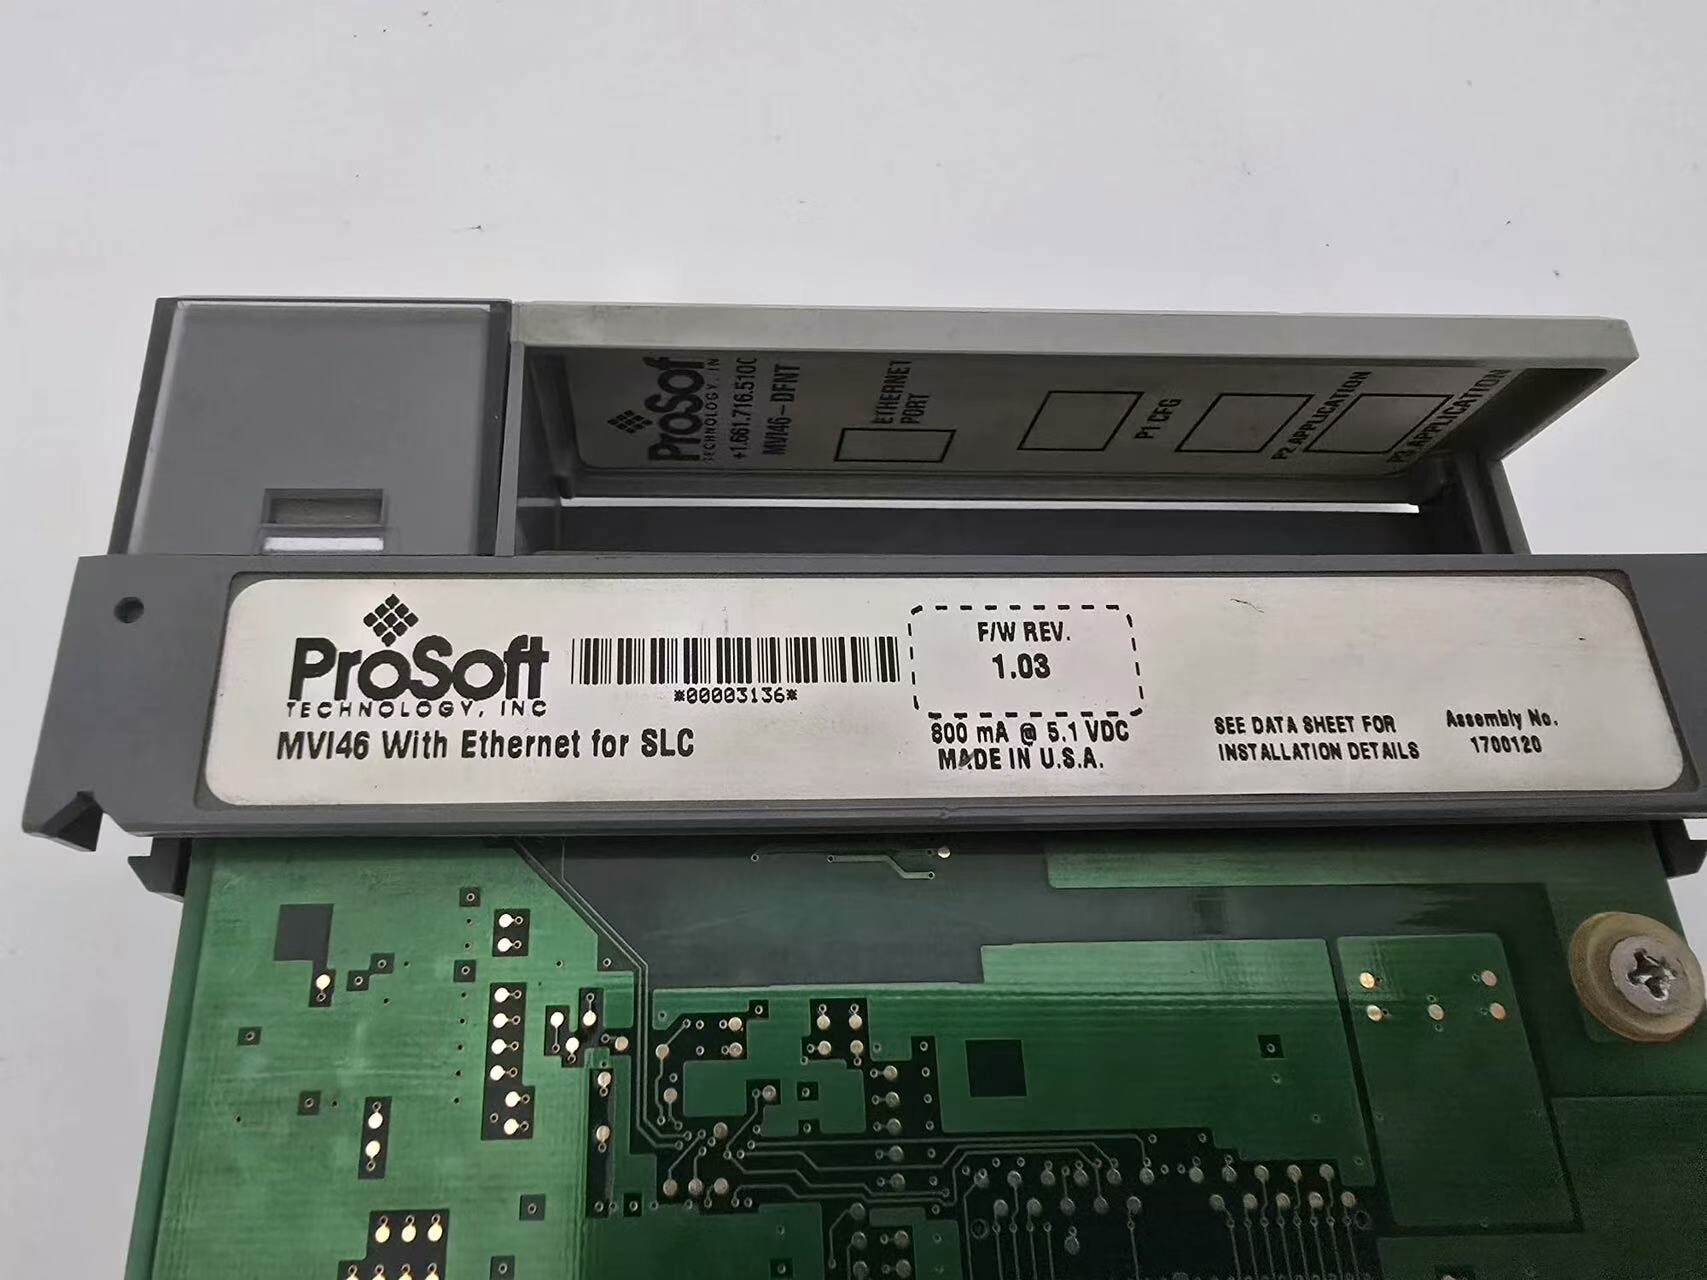 ProSoft
TECHNOLOGY, IN
+1.661.716.510
MVI46-DFNT
ETHERNET
PORT
P1 CFG
P2 APPLICATION
P3 APPLICATION
ProSoft
TECHNOLOGY, INC
MVI46 With Ethernet for SLC
*00003136*
F/W REV.
1.03
800 mA @ 5.1 VDC
MADE IN U.S.A.
SEE DATA SHEET FOR
INSTALLATION DETAILS
Assembly No.
1700120